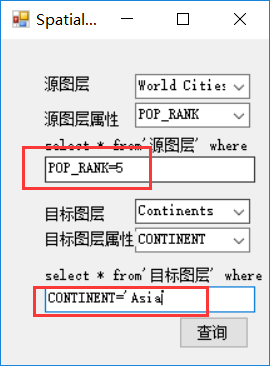 Spatial...
源图层 World Cities
源图层属性 POP_RANK
select * from'源图层' where
POP_RANK=5
目标图层 Continents
目标图层属性 CONTINENT
select * from'目标图层' where
CONTINENT='Asia
查询